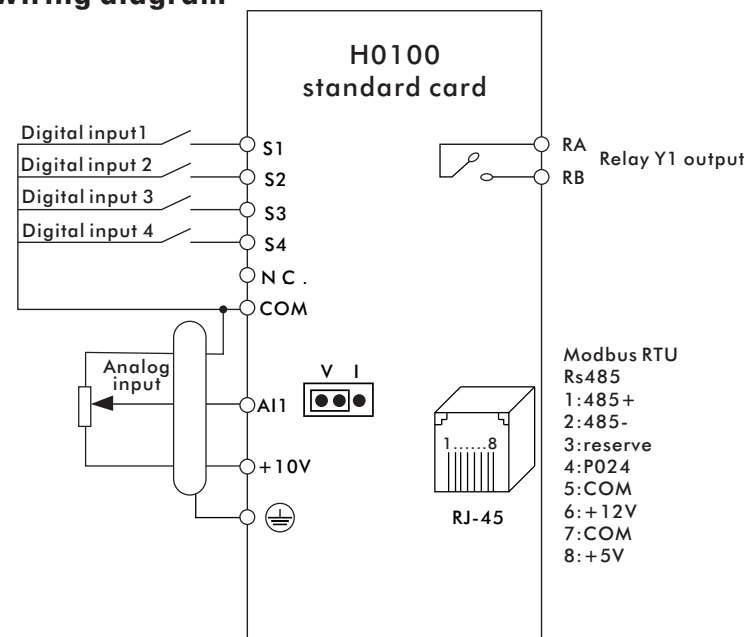 wiring diagram
H0100
standard card
Digital input1
Digital input 2
Digital input 3
Digital input 4
S1
S2
S3
S4
N C .
COM
Analog
input
AI1
+10V
V I
RA
RB
Relay Y1 output
1......8
RJ-45
Modbus RTU
Rs485
1:485+
2:485-
3:reserve
4:P024
5:COM
6:+12V
7:COM
8:+5V